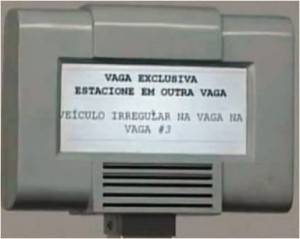 VAGA EXCLUSIVA
ESTACIONE EM OUTRA VAGA
VEÍCULO IRREGULAR NA VAGA NA
VAGA #3